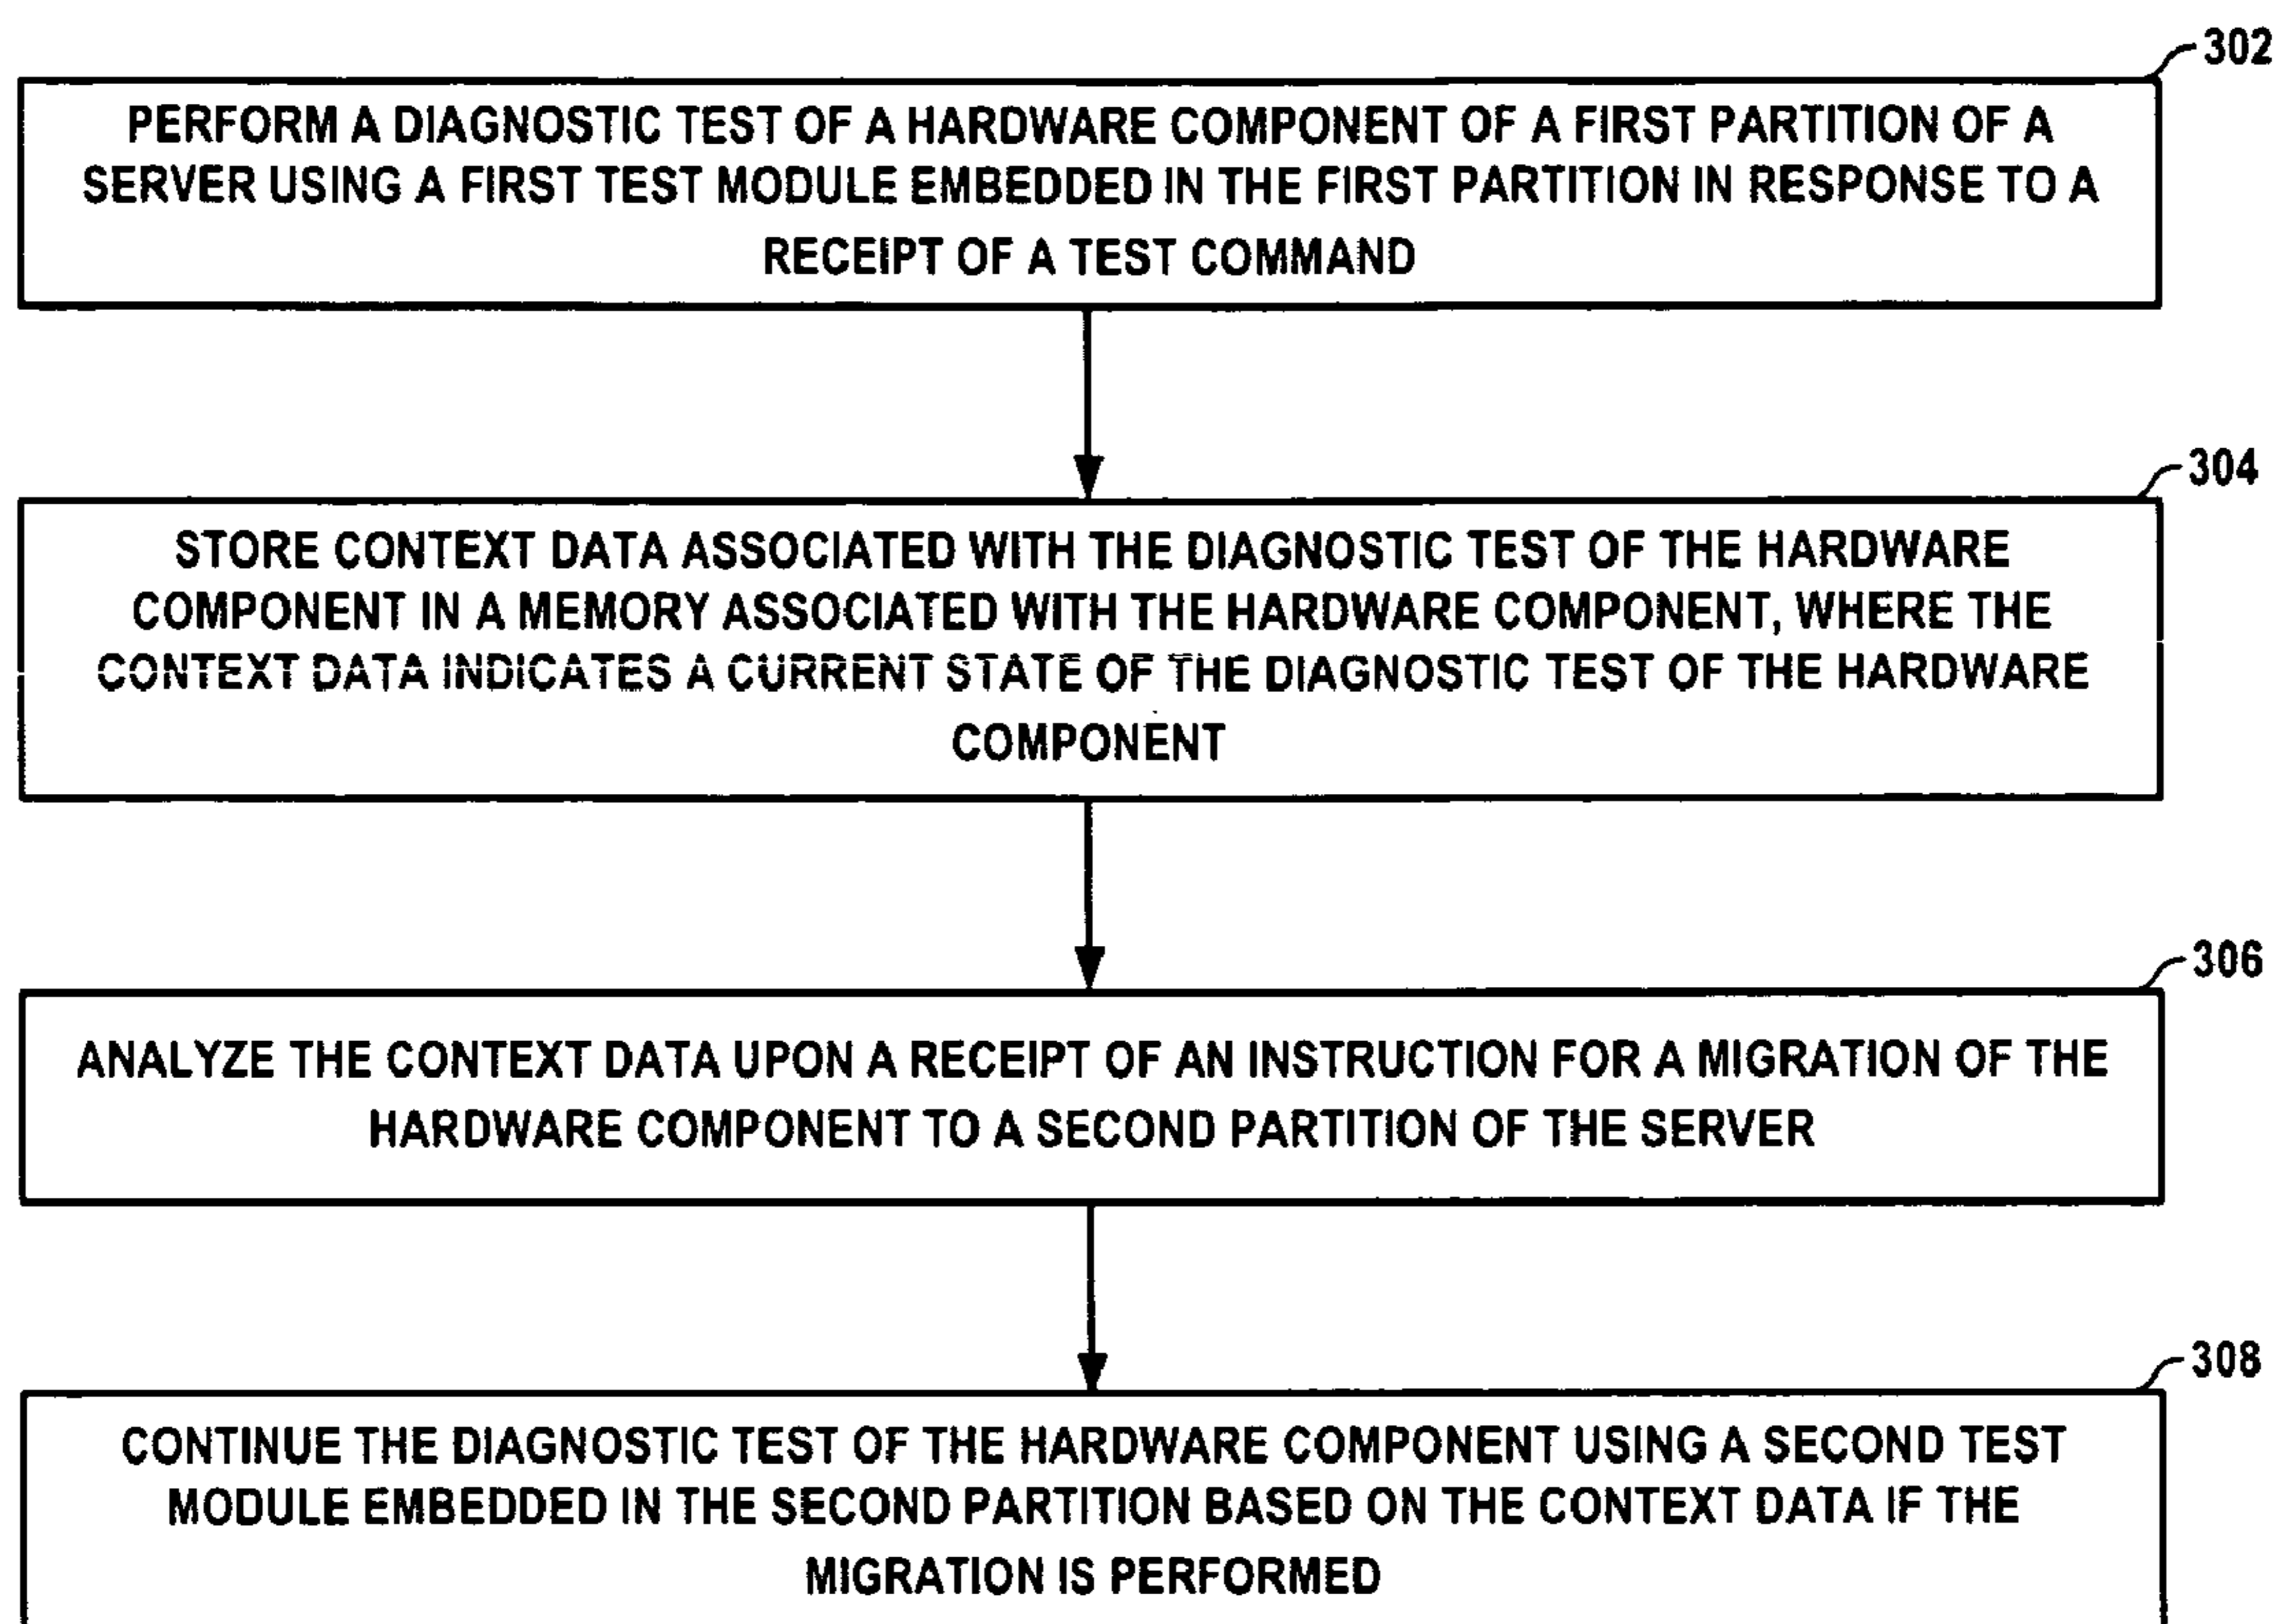 302
PERFORM A DIAGNOSTIC TEST OF A HARDWARE COMPONENT OF A FIRST PARTITION OF A
SERVER USING A FIRST TEST MODULE EMBEDDED IN THE FIRST PARTITION IN RESPONSE TO A
RECEIPT OF A TEST COMMAND
304
STORE CONTEXT DATA ASSOCIATED WITH THE DIAGNOSTIC TEST OF THE HARDWARE
COMPONENT IN A MEMORY ASSOCIATED WITH THE HARDWARE COMPONENT, WHERE THE
CONTEXT DATA INDICATES A CURRENT STATE OF THE DIAGNOSTIC TEST OF THE HARDWARE
COMPONENT
306
ANALYZE THE CONTEXT DATA UPON A RECEIPT OF AN INSTRUCTION FOR A MIGRATION OF THE
HARDWARE COMPONENT TO A SECOND PARTITION OF THE SERVER
308
CONTINUE THE DIAGNOSTIC TEST OF THE HARDWARE COMPONENT USING A SECOND TEST
MODULE EMBEDDED IN THE SECOND PARTITION BASED ON THE CONTEXT DATA IF THE
MIGRATION IS PERFORMED